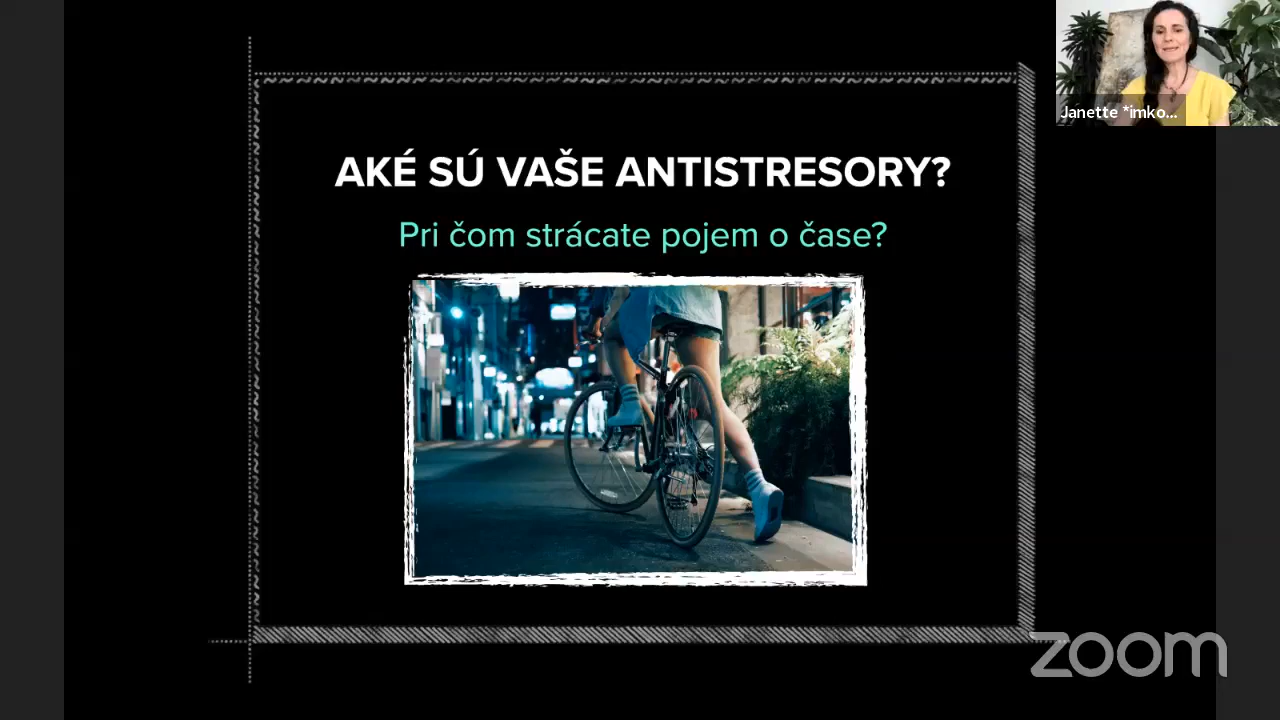 Janette *imko...
AKÉ SÚ VAŠE ANTISTRESORY?
Pri čom strácate pojem o čase?
zoom